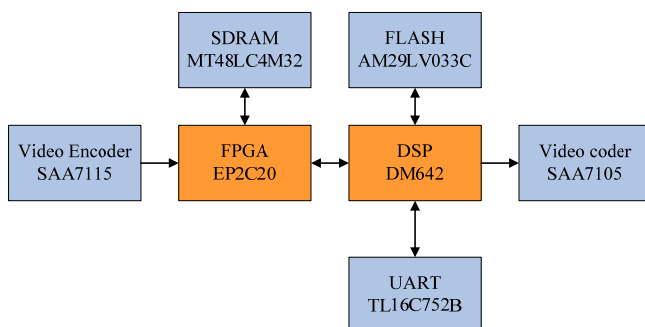 SDRAM
MT48LC4M32
FLASH
AM29LV033C
Video Encoder
SAA7115
FPGA
EP2C20
DSP
DM642
Video coder
SAA7105
UART
TL16C752B